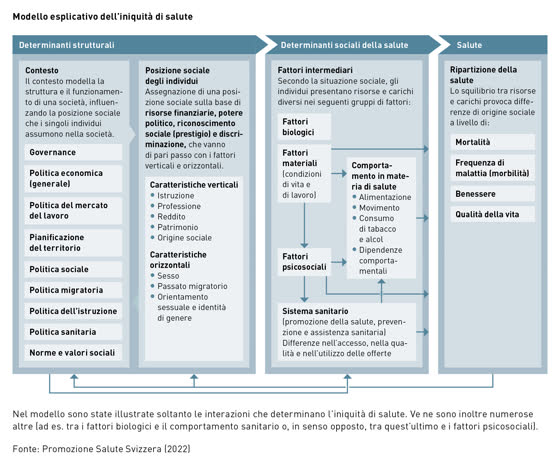 Modello esplicativo dell'iniquità di salute
Determinanti strutturali
Determinanti sociali della salute
Salute
Contesto
Il contesto modella la
struttura e il funzionamen-
to di una società, influen-
zando la posizione sociale
che i singoli individui
assumono nella società.
Governance
Politica economica
(generale)
Politica del mercato
del lavoro
Pianificazione
del territorio
Politica sociale
Politica migratoria
Politica dell'istruzione
Politica sanitaria
Norme e valori sociali
Posizione sociale
degli individui
Assegnazione di una po-
sizione sociale sulla base di
risorse finanziarie, potere
politico, riconoscimento
sociale (prestigio) e discri-
minazione, che vanno
di pari passo con i fattori
verticali e orizzontali.
Caratteristiche verticali
• Istruzione
• Professione
• Reddito
• Patrimonio
• Origine sociale
Caratteristiche
orizzontali
• Sesso
• Passato migratorio
• Orientamento
sessuale e identità
di genere
Fattori intermediari
Secondo la situazione sociale, gli
individui presentano risorse e carichi
diversi nei seguenti gruppi di fattori:
Fattori
biologici
Fattori
materiali
(condizioni
di vita e
di lavoro)
Fattori
psicosociali
Comporta-
mento in mate-
ria di salute
• Alimentazione
• Movimento
• Consumo
di tabacco
e alcol
• Dipendenze
comporta-
mentali
Sistema sanitario
(promozione della salute, preven-
zione e assistenza sanitaria)
Differenze nell'accesso, nella qua-
lità e nell'utilizzo delle offerte
Ripartizione della
salute
Lo squilibrio tra risorse
e carichi provoca diffe-
renze di origine sociale
a livello di:
Mortalità
Frequenza di
malattia (morbilità)
Benessere
Qualità della vita
Nel modello sono state illustrate soltanto le interazioni che determinano l'iniquità di salute. Ve ne sono inoltre numerose
altre (ad es. tra i fattori biologici e il comportamento sanitario o, in senso opposto, tra quest'ultimo e i fattori psicosociali).
Fonte: Promozione Salute Svizzera (2022)